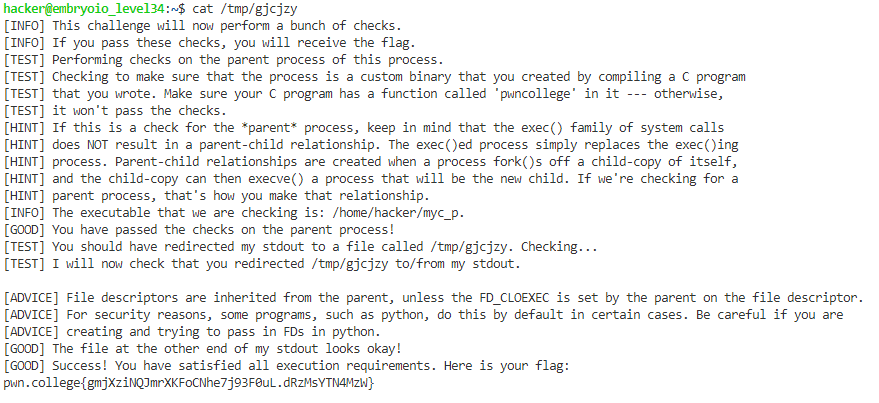 hacker@embryoio_level34:~$ cat /tmp/gjcjzy
[INFO] This challenge will now perform a bunch of checks.
[INFO] If you pass these checks, you will receive the flag.
[TEST] Performing checks on the parent process of this process.
[TEST] Checking to make sure that the process is a custom binary that you created by compiling a C program
[TEST] that you wrote. Make sure your C program has a function called 'pwncollege' in it --- otherwise,
[TEST] it won't pass the checks.
[HINT] If this is a check for the *parent* process, keep in mind that the exec() family of system calls
[HINT] does NOT result in a parent-child relationship. The exec()ed process simply replaces the exec()ing
[HINT] process. Parent-child relationships are created when a process fork()s off a child-copy of itself,
[HINT] and the child-copy can then execve() a process that will be the new child. If we're checking for a
[HINT] parent process, that's how you make that relationship.
[INFO] The executable that we are checking is: /home/hacker/myc_p.
[GOOD] You have passed the checks on the parent process!
[TEST] You should have redirected my stdout to a file called /tmp/gjcjzy. Checking...
[TEST] I will now check that you redirected /tmp/gjcjzy to/from my stdout.
[ADVICE] File descriptors are inherited from the parent, unless the FD_CLOEXEC is set by the parent on the file descriptor.
[ADVICE] For security reasons, some programs, such as python, do this by default in certain cases. Be careful if you are
[ADVICE] creating and trying to pass in FDs in python.
[GOOD] The file at the other end of my stdout looks okay!
[GOOD] Success! You have satisfied all execution requirements. Here is your flag:
pwn.college{gmjXziNQJmrXKFoCNhe7j93F0uL.dRzMsYTN4MzW}